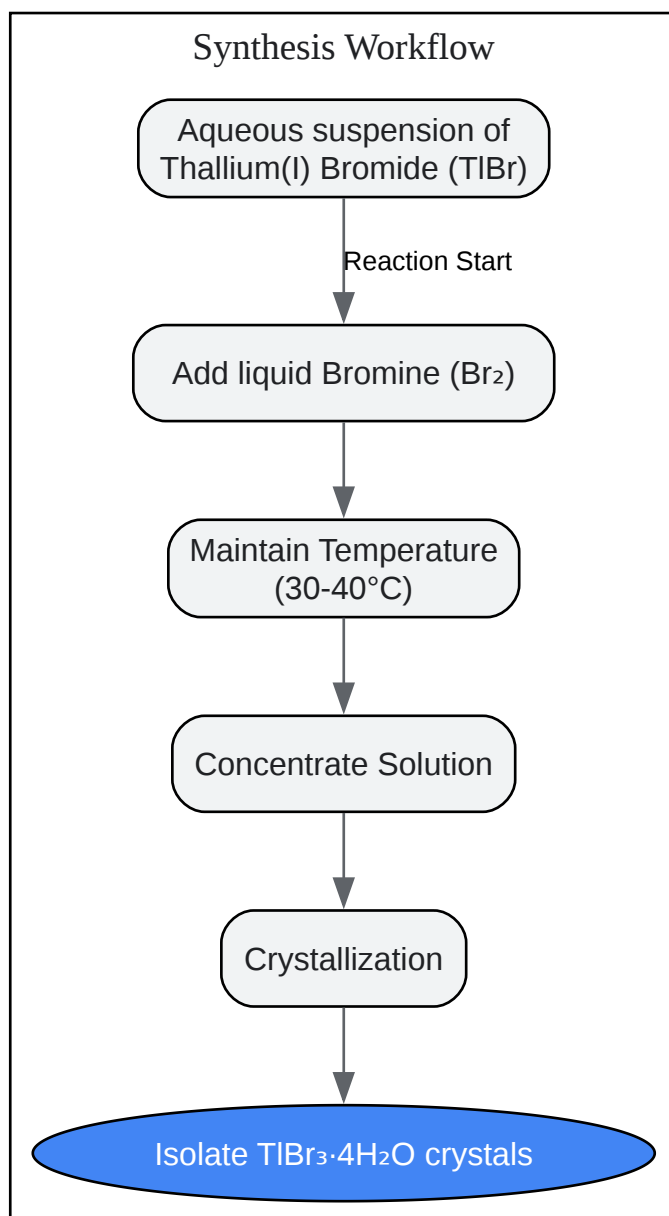 Synthesis Workflow
Aqueous suspension of
Thallium(I) Bromide (TlBr)
Reaction Start
Add liquid Bromine (Br₂)
Maintain Temperature
(30-40°C)
Concentrate Solution
Crystallization
Isolate TlBr₃·4H₂O crystals